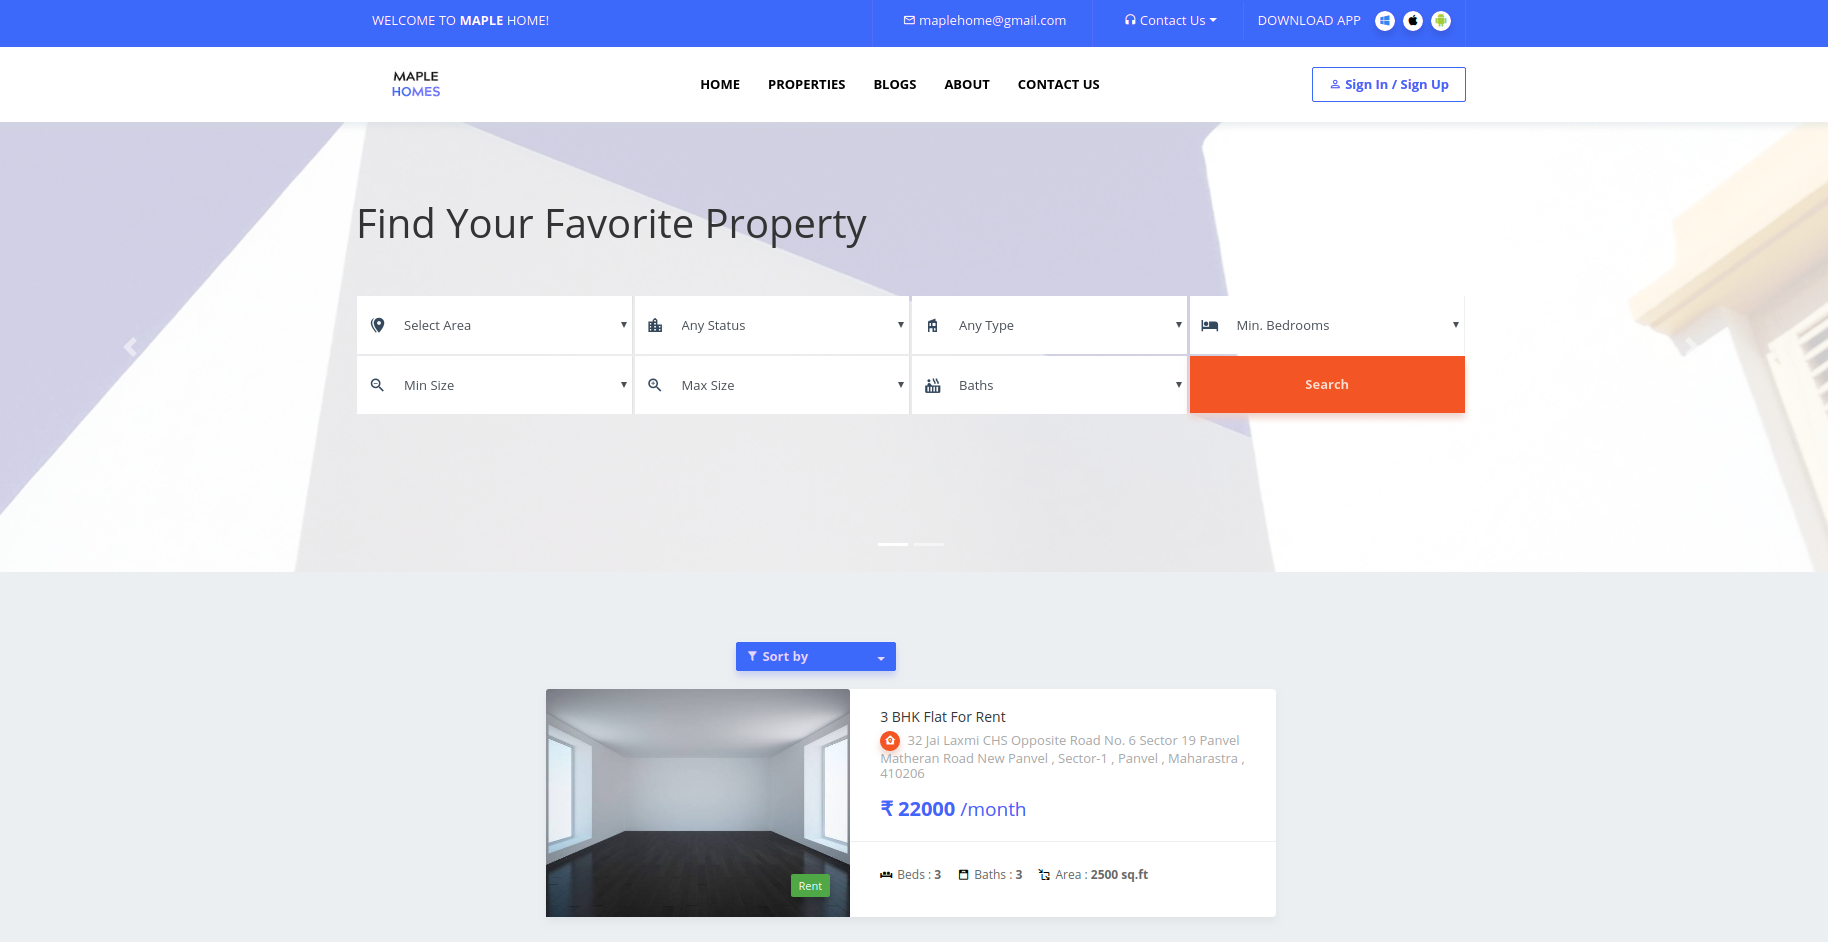 WELCOME TO MAPLE HOME!
maplehome@gmail.com
Contact Us
DOWNLOAD APP
MAPLE
HOMES
HOME
PROPERTIES
BLOGS
ABOUT
CONTACT US
Sign In / Sign Up
Find Your Favorite Property
Select Area
Any Status
Any Type
Min. Bedrooms
Min Size
Max Size
Baths
Search
Sort by
Rent
3 BHK Flat For Rent
32 Jai Laxmi CHS Opposite Road No. 6 Sector 19 Panvel
Matheran Road New Panvel , Sector-1 , Panvel , Maharastra ,
410206
₹ 22000 /month
Beds : 3
Baths : 3
Area : 2500 sq.ft